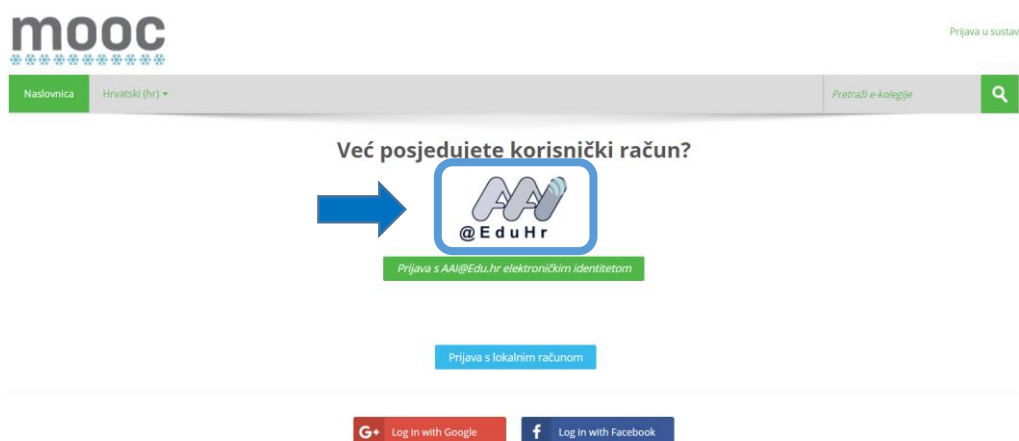 mooc
Prijava u sustav
Naslovnica
Hrvatski (hr)
Pretraži e-kolegije
Već posjedujete korisnički račun?
AAI
@EduHr
Prijava s AAI@Edu.hr elektroničkim identitetom
Prijava s lokalnim računom
G+ Log in with Google
f Log in with Facebook